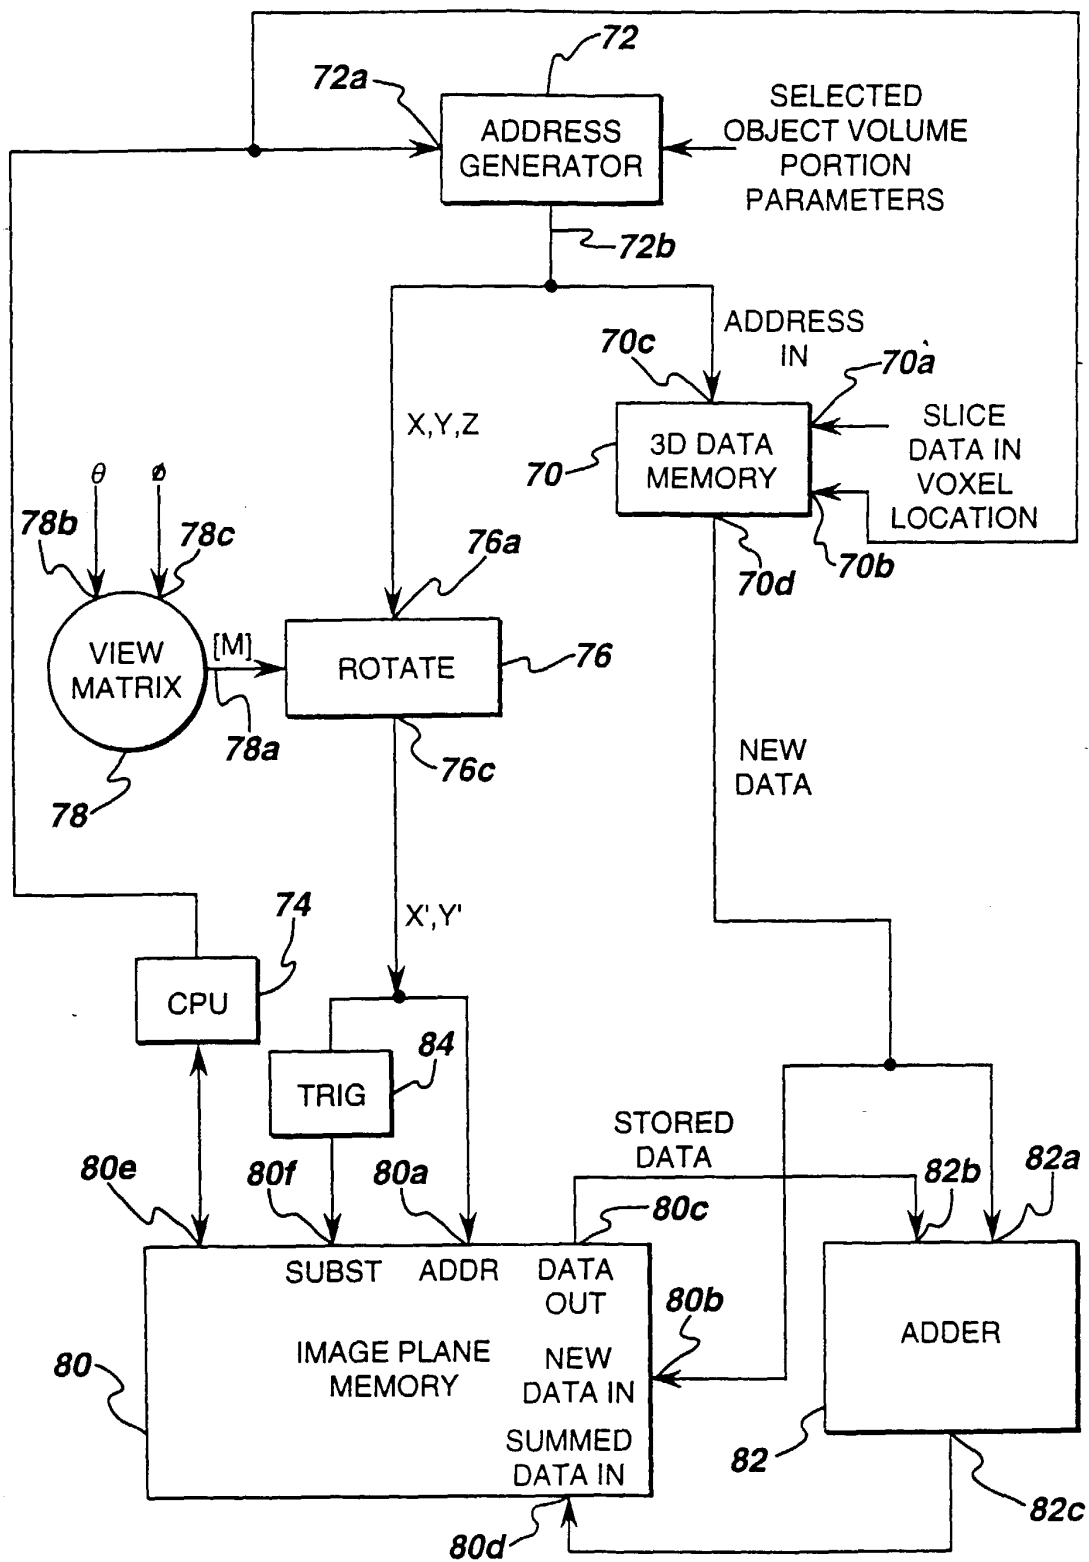 72
72a
ADDRESS
GENERATOR
SELECTED
OBJECT VOLUME
PORTION
PARAMETERS
72b
ADDRESS
IN
70c
70a
X,Y,Z
3D DATA
MEMORY
70
SLICE
DATA IN
VOXEL
LOCATION
θ
ø
78b
78c
76a
70d
70b
VIEW
MATRIX
[M]
ROTATE
76
78a
76c
78
NEW
DATA
X',Y'
74
CPU
84
TRIG
STORED
DATA
80e
80f
80a
80c
82b
82a
SUBST
ADDR
DATA
OUT
80b
80
IMAGE PLANE
MEMORY
NEW
DATA IN
ADDER
SUMMED
DATA IN
82
82c
80d